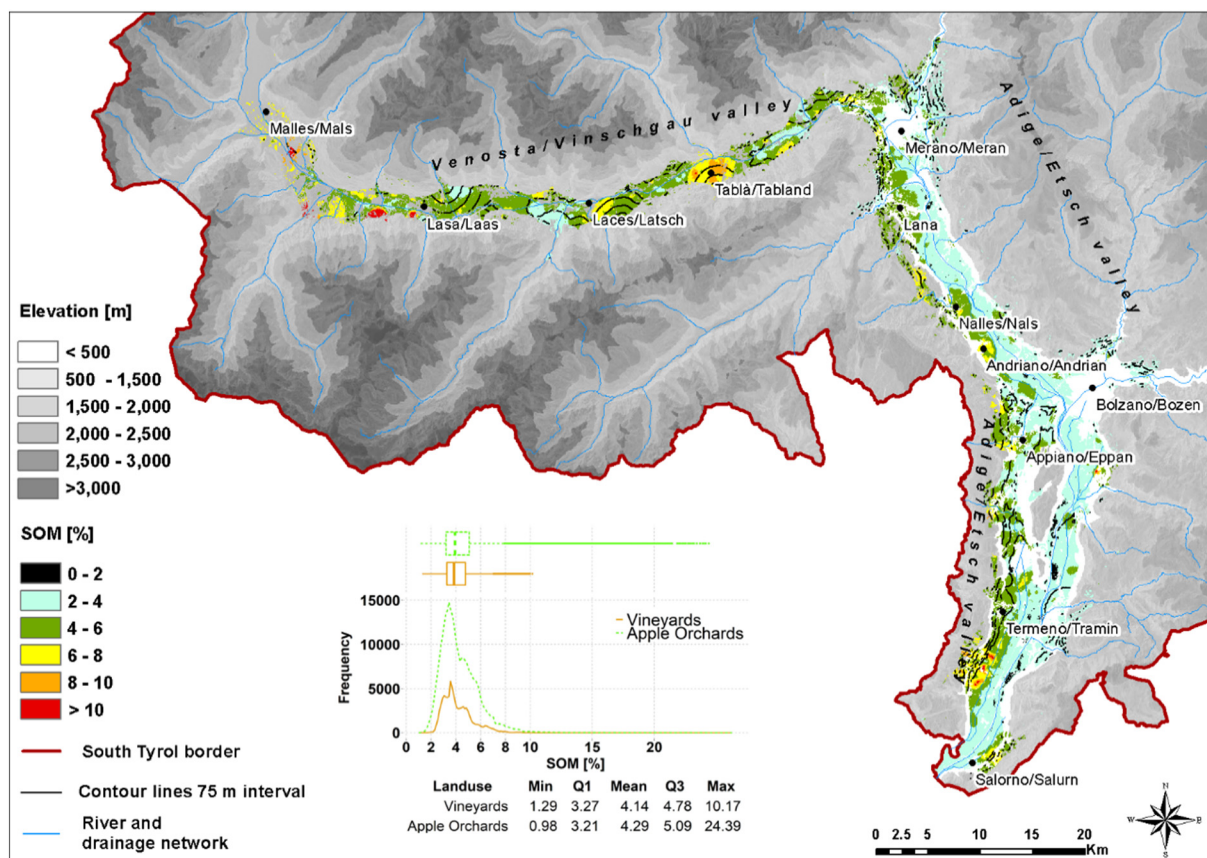 Malles/Mals
Venosta/Vinschgau valley
Adige/Etsch valley
Merano/Meran
Tablà/Tabland
Lasa/Laas
Laces/Latsch
Lana
Nalles/Nals
Andriano/Andrian
Bolzano/Bozen
Appiano/Eppan
Adige/Etsch valley
Termeno/Tramin
Salorno/Salurn
Elevation [m]
< 500
500 - 1,500
1,500 - 2,000
2,000 - 2,500
2,500 - 3,000
>3,000
SOM [%]
0 - 2
2 - 4
4 - 6
6 - 8
8 - 10
> 10
South Tyrol border
Contour lines 75 m interval
River and
drainage network
15000
10000
5000
0
Frequency
Vineyards
Apple Orchards
0 2 4 6 8 10 15 20
SOM [%]
Landuse Min Q1 Mean Q3 Max
Vineyards 1.29 3.27 4.14 4.78 10.17
Apple Orchards 0.98 3.21 4.29 5.09 24.39
N
W E
S
0 2.5 5 10 15 20
Km